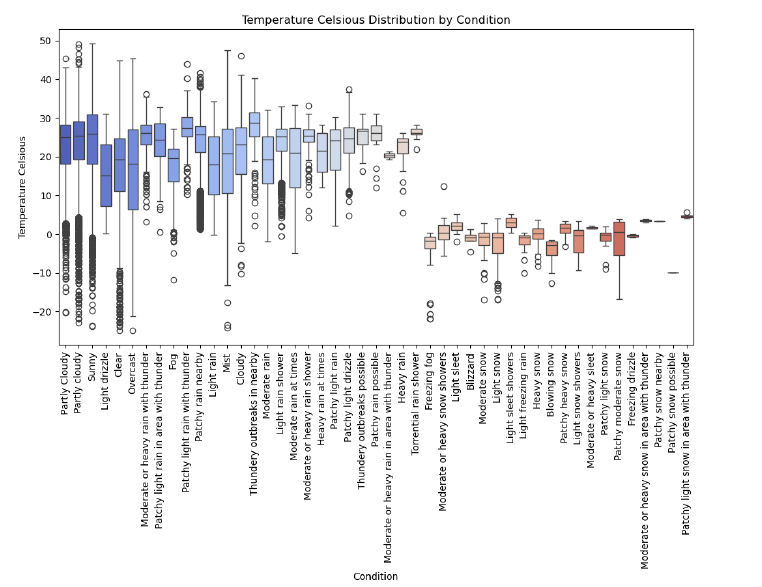 Temperature Celsious Distribution by Condition
Temperature Celsious
50
40
30
20
10
0
−10
−20
Partly Cloudy
Partly cloudy
Sunny
Light drizzle
Clear
Overcast
Moderate or heavy rain with thunder
Patchy light rain in area with thunder
Fog
Patchy light rain with thunder
Patchy rain nearby
Light rain
Mist
Cloudy
Thundery outbreaks in nearby
Moderate rain
Light rain shower
Moderate rain at times
Moderate or heavy rain shower
Heavy rain at times
Patchy light rain
Patchy light drizzle
Thundery outbreaks possible
Patchy rain possible
Moderate or heavy rain in area with thunder
Heavy rain
Torrential rain shower
Freezing fog
Moderate or heavy snow showers
Light sleet
Blizzard
Moderate snow
Light snow
Light sleet showers
Light freezing rain
Heavy snow
Blowing snow
Patchy heavy snow
Light snow showers
Moderate or heavy sleet
Patchy light snow
Patchy moderate snow
Freezing drizzle
Moderate or heavy snow in area with thunder
Patchy snow nearby
Patchy snow possible
Patchy light snow in area with thunder
Condition